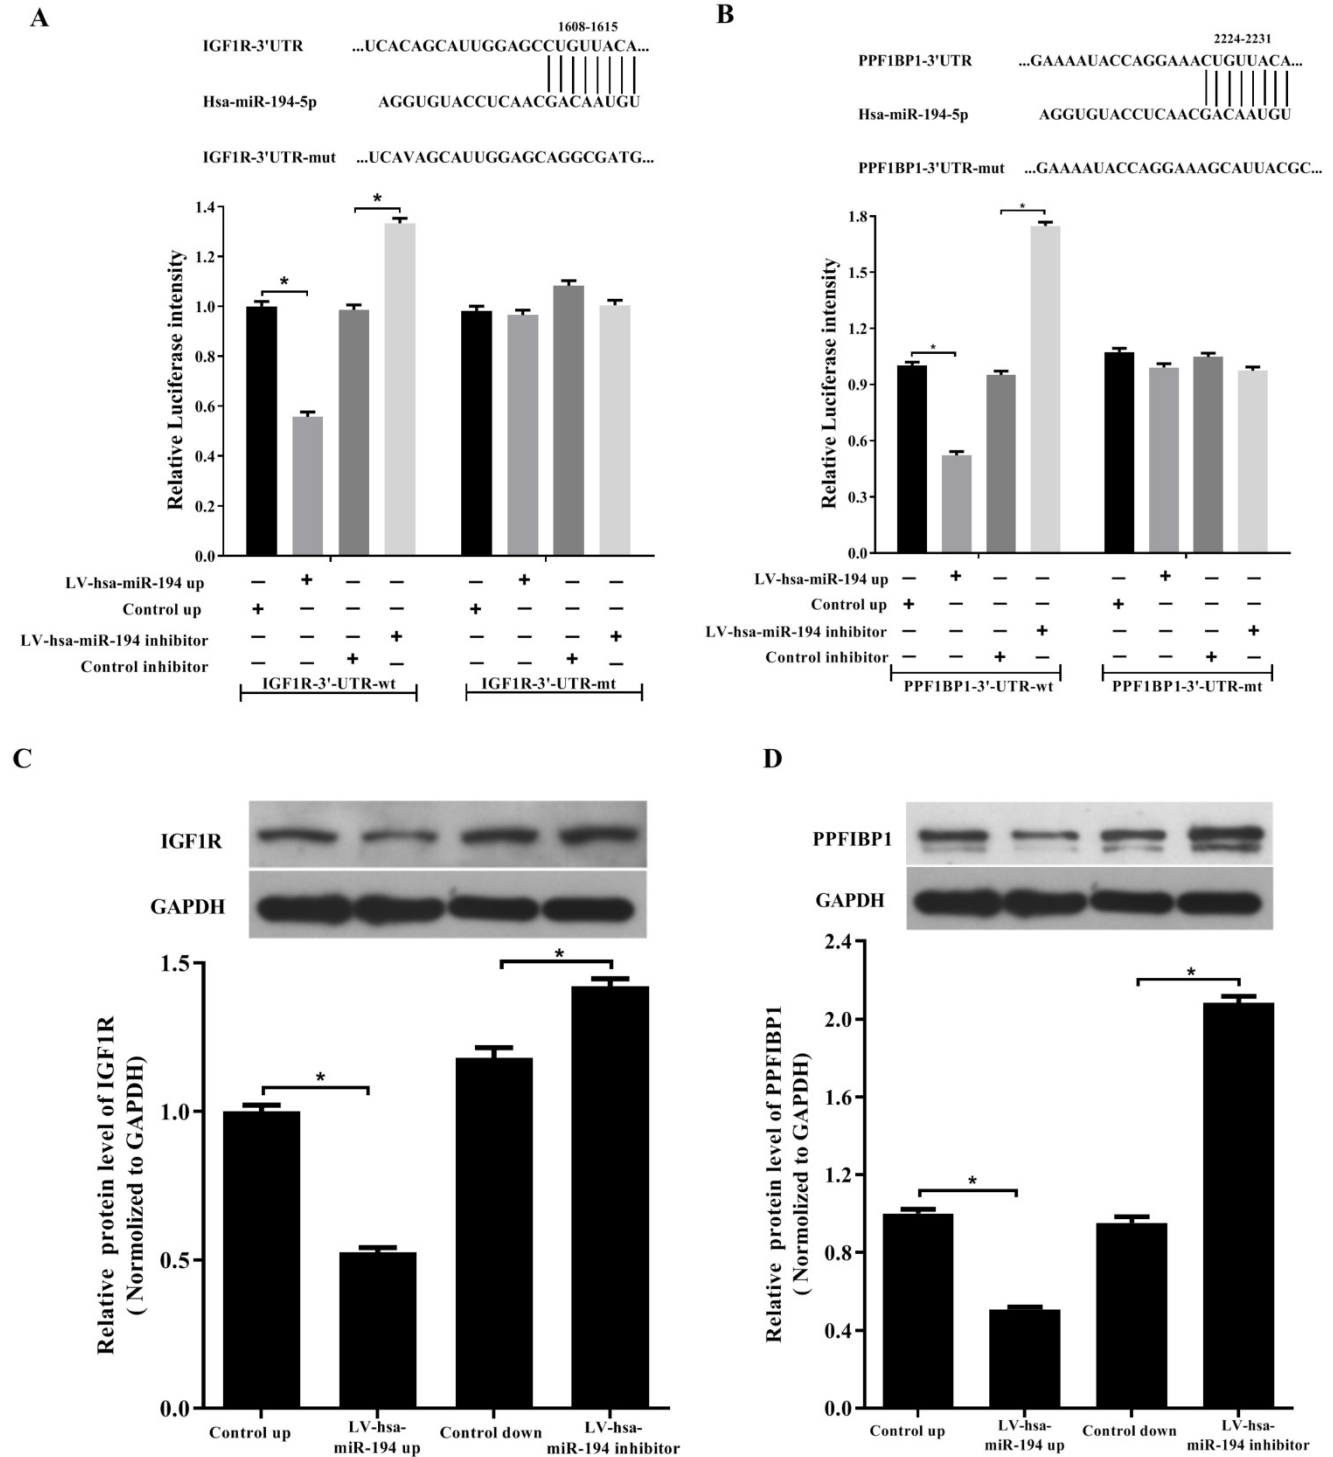 A
1608-1615
IGF1R-3'UTR ...UCACAGCAUUGGAGCCUGUUACA...
Hsa-miR-194-5p AGGUGUACCUCAACGACAAUGU
IGF1R-3'UTR-mut ...UCAVAGCAUUGGAGCAGGCGATG...
Relative Luciferase intensity
1.4
1.2
1.0
0.8
0.6
0.4
0.2
0.0
*
*
LV-hsa-miR-194 up − + − − − + − −
Control up + − − − + − − −
LV-hsa-miR-194 inhibitor − − − + − − − +
Control inhibitor − − + − − − + −
IGF1R-3'-UTR-wt IGF1R-3'-UTR-mt
B
2224-2231
PPF1BP1-3'UTR ...GAAAAUACCAGGAAACUGUUACA...
Hsa-miR-194-5p AGGUGUACCUCAACGACAAUGU
PPF1BP1-3'UTR-mut ...GAAAAUACCAGGAAAGCAUUACGC...
Relative Luciferase intensity
1.8
1.5
1.2
0.9
0.6
0.3
0.0
*
*
LV-hsa-miR-194 up − + − − − + − −
Control up + − − − + − − −
LV-hsa-miR-194 inhibitor − − − + − − − +
Control inhibitor − − + − − − + −
PPF1BP1-3'-UTR-wt PPF1BP1-3'-UTR-mt
C
IGF1R
GAPDH
Relative protein level of IGF1R
( Normolized to GAPDH)
1.5
1.0
0.5
0.0
*
*
Control up LV-hsa- Control down LV-hsa-
miR-194 up miR-194 inhibitor
D
PPFIBP1
GAPDH
Relative protein level of PPFIBP1
( Normolized to GAPDH)
2.4
2.0
1.6
1.2
0.8
0.4
0.0
*
*
Control up LV-hsa- Control down LV-hsa-
miR-194 up miR-194 inhibitor